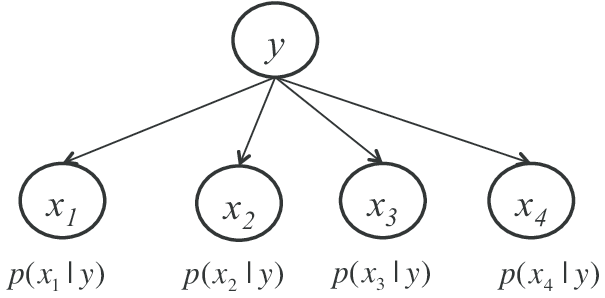 y
x₁ x₂ x₃ x₄
p(x₁ | y) p(x₂ | y) p(x₃ | y) p(x₄ | y)